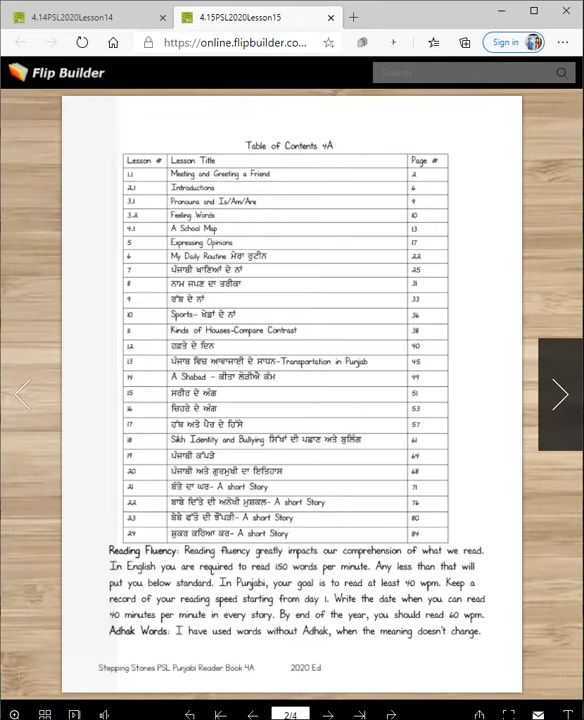 4.14PSL2020Lesson14
4.15PSL2020Lesson15
https://online.flipbuilder.co...
Sign in
Flip Builder
Search...
Table of Contents 4A
Lesson # Lesson Title Page #
1.1 Meeting and Greeting a Friend 2
2.1 Introductions 6
3.1 Pronouns and Is/Am/Are 9
3.2 Feeling Words 10
4.1 A School Map 13
5 Expressing Opinions 17
6 My Daily Routine ਮੇਰਾ ਰੁਟੀਨ 22
7 ਪੰਜਾਬੀ ਖਾਣਿਆਂ ਦੇ ਨਾਂ 25
8 ਨਾਮ ਜਪਣ ਦਾ ਤਰੀਕਾ 31
9 ਰੱਬ ਦੇ ਨਾਂ 33
10 Sports- ਖੇਡਾਂ ਦੇ ਨਾਂ 36
11 Kinds of Houses-Compare Contrast 38
12 ਹਫ਼ਤੇ ਦੇ ਦਿਨ 40
13 ਪੰਜਾਬ ਵਿਚ ਆਵਾਜਾਈ ਦੇ ਸਾਧਨ-Transportation in Punjab 45
14 A Shabad - ਕੀਤਾ ਲੋੜੀਐ ਕੰਮ 49
15 ਸਰੀਰ ਦੇ ਅੰਗ 51
16 ਚਿਹਰੇ ਦੇ ਅੰਗ 53
17 ਹੱਥ ਅਤੇ ਪੈਰ ਦੇ ਹਿੱਸੇ 57
18 Sikh Identity and Bullying ਸਿੱਖਾਂ ਦੀ ਪਛਾਣ ਅਤੇ ਬੁਲਿੰਗ 61
19 ਪੰਜਾਬੀ ਕੱਪੜੇ 64
20 ਪੰਜਾਬੀ ਅਤੇ ਗੁਰਮੁਖੀ ਦਾ ਇਤਿਹਾਸ 68
21 ਬੰਤੇ ਦਾ ਘਰ- A short Story 71
22 ਬਾਬੇ ਦਿੱਤੇ ਦੀ ਅਨੋਖੀ ਮੁਸ਼ਕਲ- A short Story 76
23 ਬੇਬੇ ਫੱਤੋ ਦੀ ਝੌਂਪੜੀ- A short Story 80
24 ਸ਼ੁਕਰ ਕਰਿਆ ਕਰ- A short Story 84
Reading Fluency: Reading fluency greatly impacts our comprehension of what we read.
In English you are required to read 150 words per minute. Any less than that will
put you below standard. In Punjabi, your goal is to read at least 40 wpm. Keep a
record of your reading speed starting from day 1. Write the date when you can read
40 minutes per minute in every story. By end of the year, you should read 60 wpm.
Adhak Words: I have used words without Adhak, when the meaning doesn't change.
Stepping Stones PSL Punjabi Reader Book 4A 2020 Ed
2/4